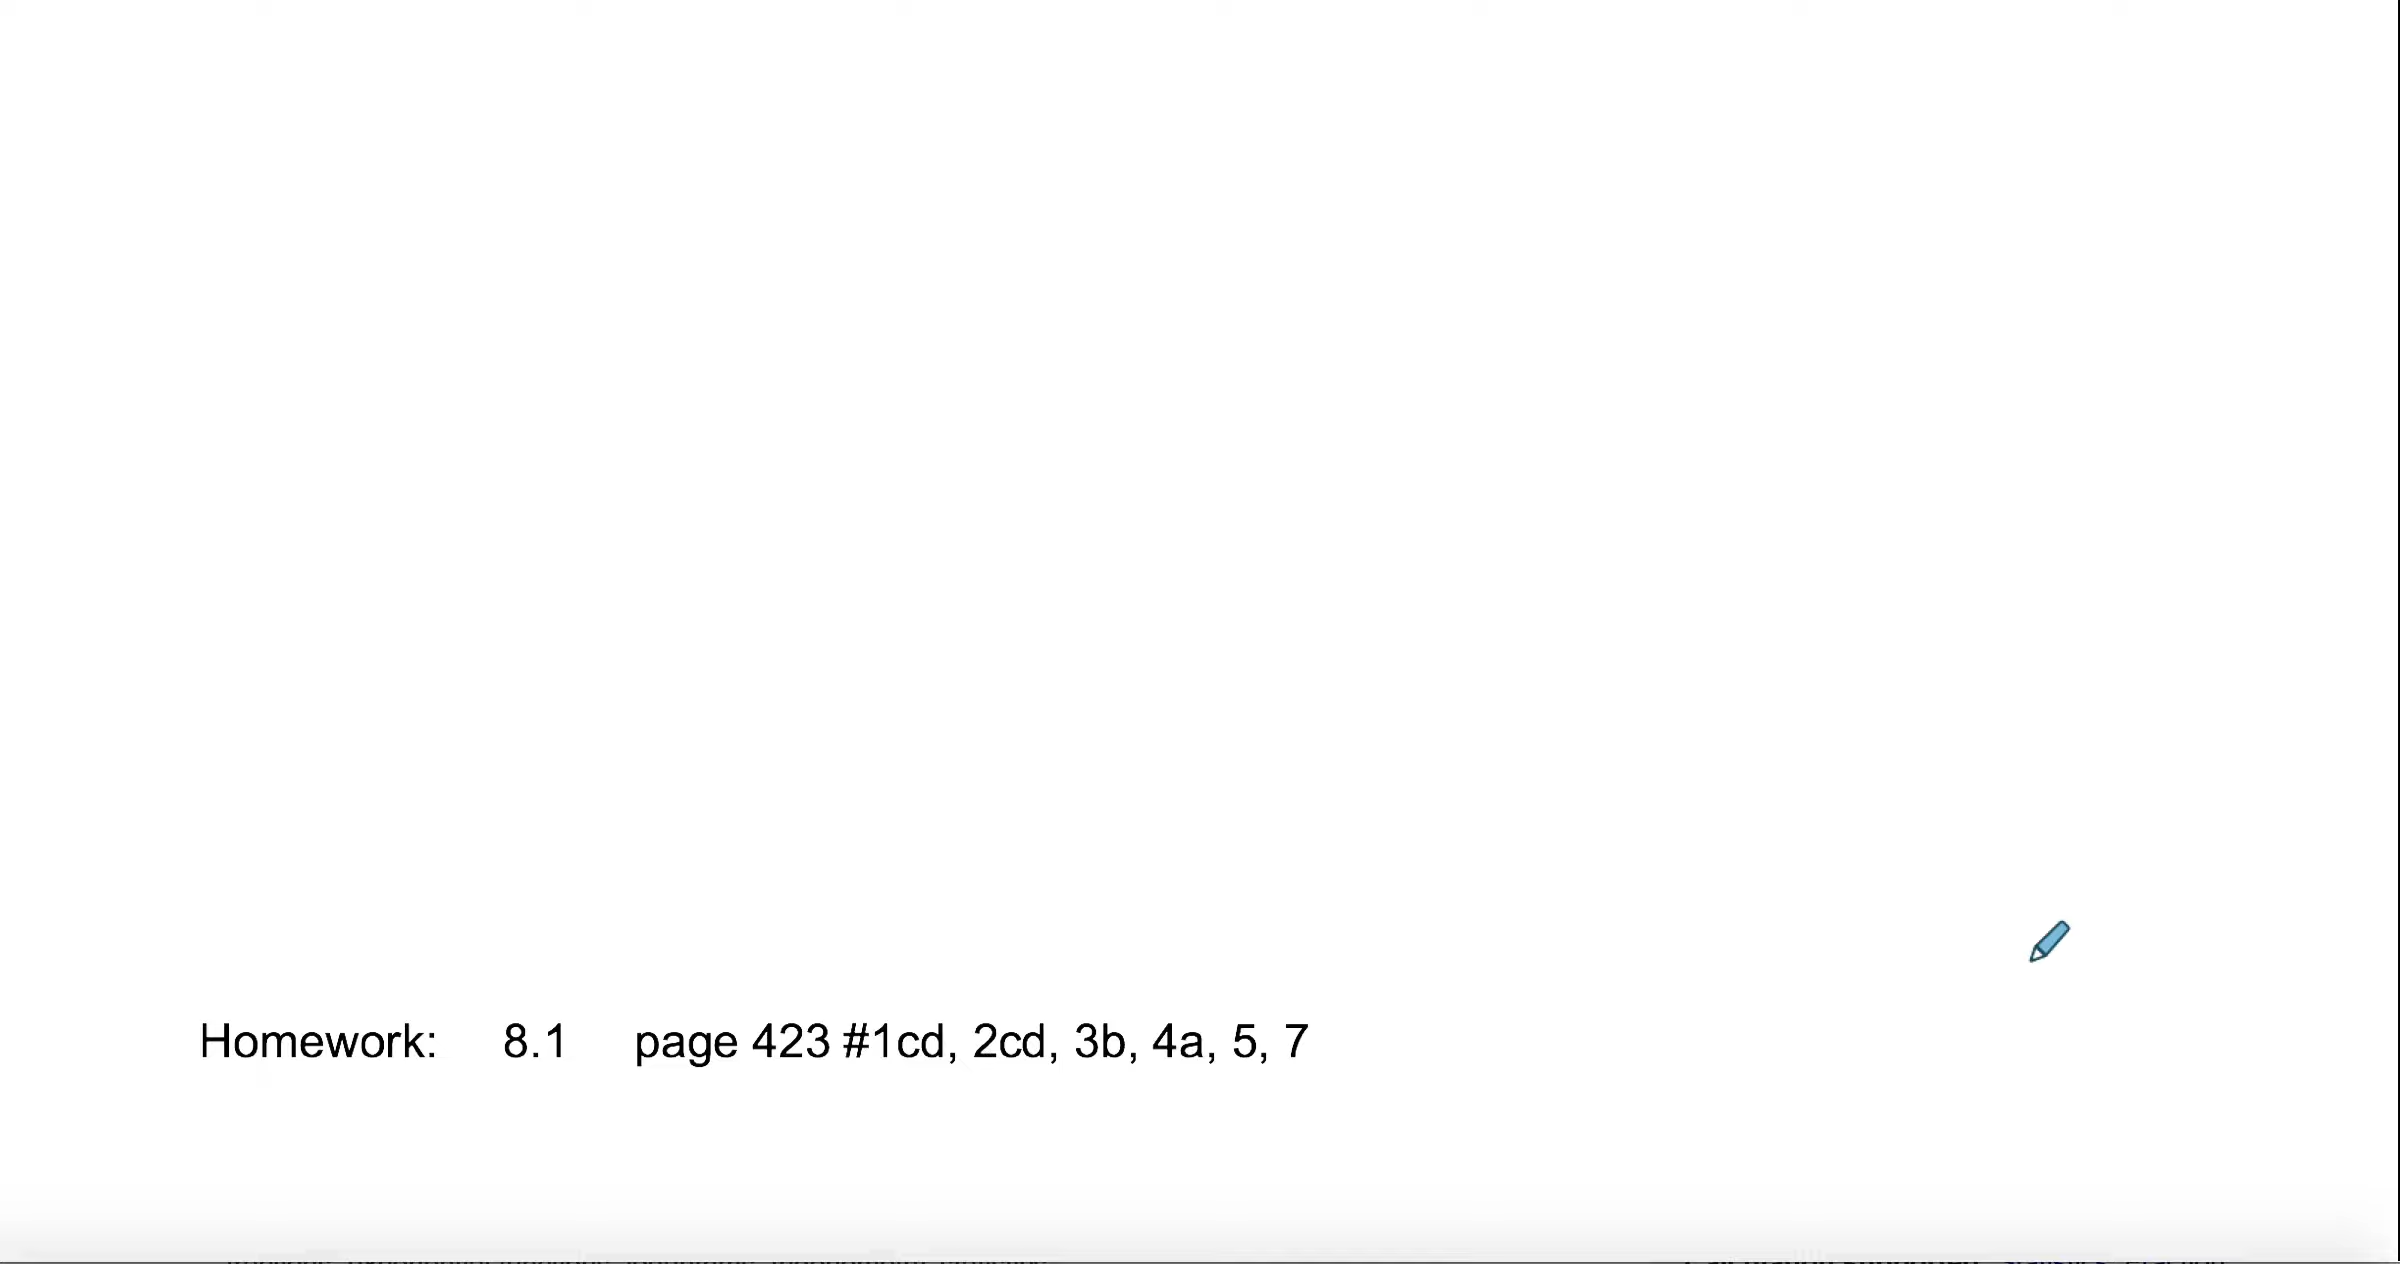 Homework: 8.1 page 423 #1cd, 2cd, 3b, 4a, 5, 7